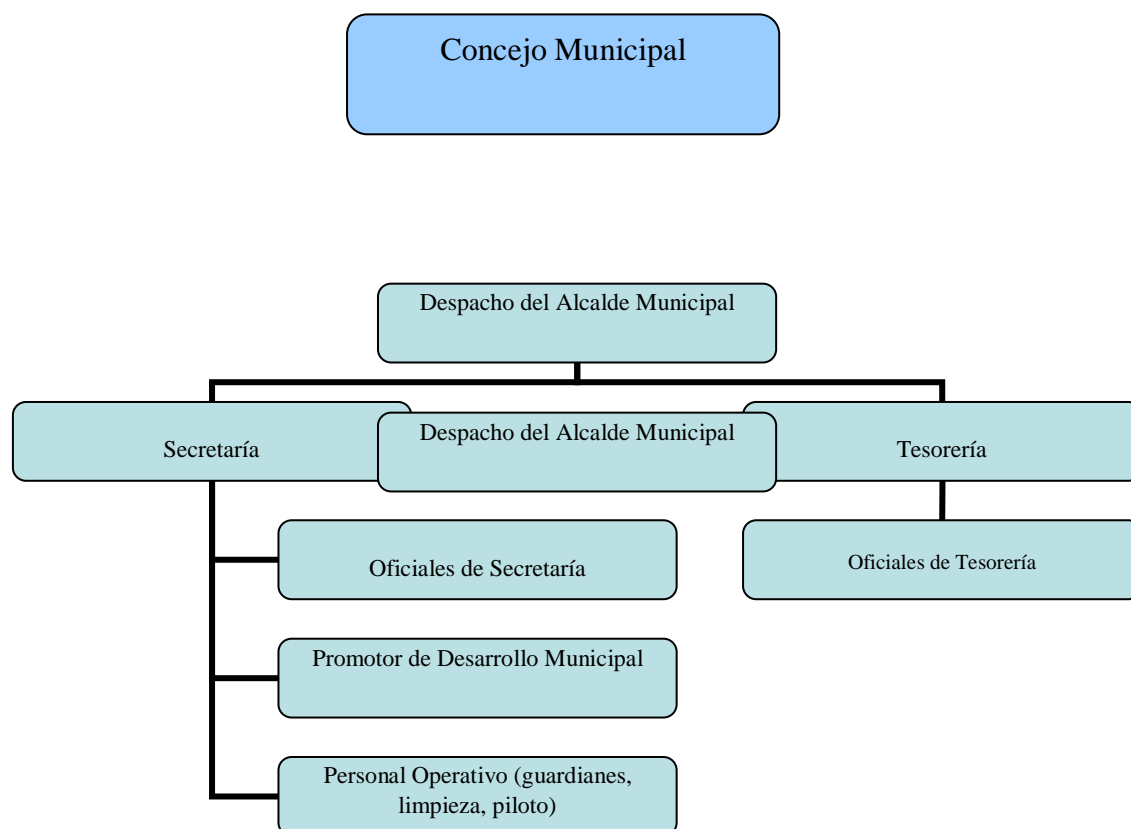 Concejo Municipal
Despacho del Alcalde Municipal
Secretaría
Despacho del Alcalde Municipal
Tesorería
Oficiales de Secretaría
Oficiales de Tesorería
Promotor de Desarrollo Municipal
Personal Operativo (guardianes,
limpieza, piloto)